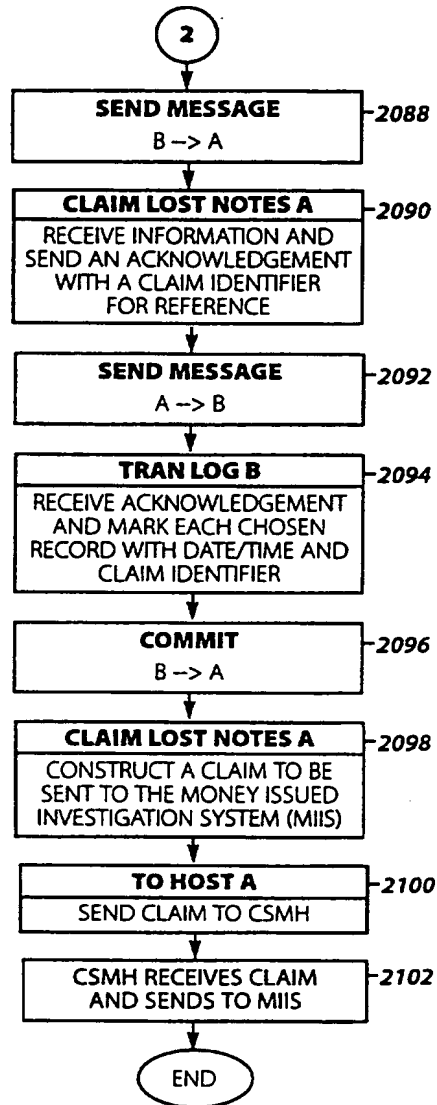 2
SEND MESSAGE
2088
B --> A
CLAIM LOST NOTES A
2090
RECEIVE INFORMATION AND
SEND AN ACKNOWLEDGEMENT
WITH A CLAIM IDENTIFIER
FOR REFERENCE
SEND MESSAGE
2092
A --> B
TRAN LOG B
2094
RECEIVE ACKNOWLEDGEMENT
AND MARK EACH CHOSEN
RECORD WITH DATE/TIME AND
CLAIM IDENTIFIER
COMMIT
2096
B --> A
CLAIM LOST NOTES A
2098
CONSTRUCT A CLAIM TO BE
SENT TO THE MONEY ISSUED
INVESTIGATION SYSTEM (MIIS)
TO HOST A
2100
SEND CLAIM TO CSMH
CSMH RECEIVES CLAIM
2102
AND SENDS TO MIIS
END